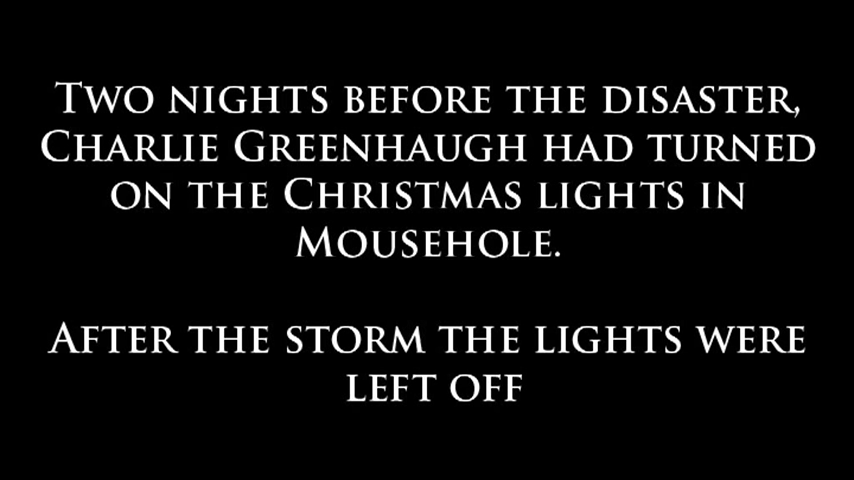 Two nights before the disaster,
Charlie Greenhaugh had turned
on the Christmas lights in
Mousehole.
After the storm the lights were
left off